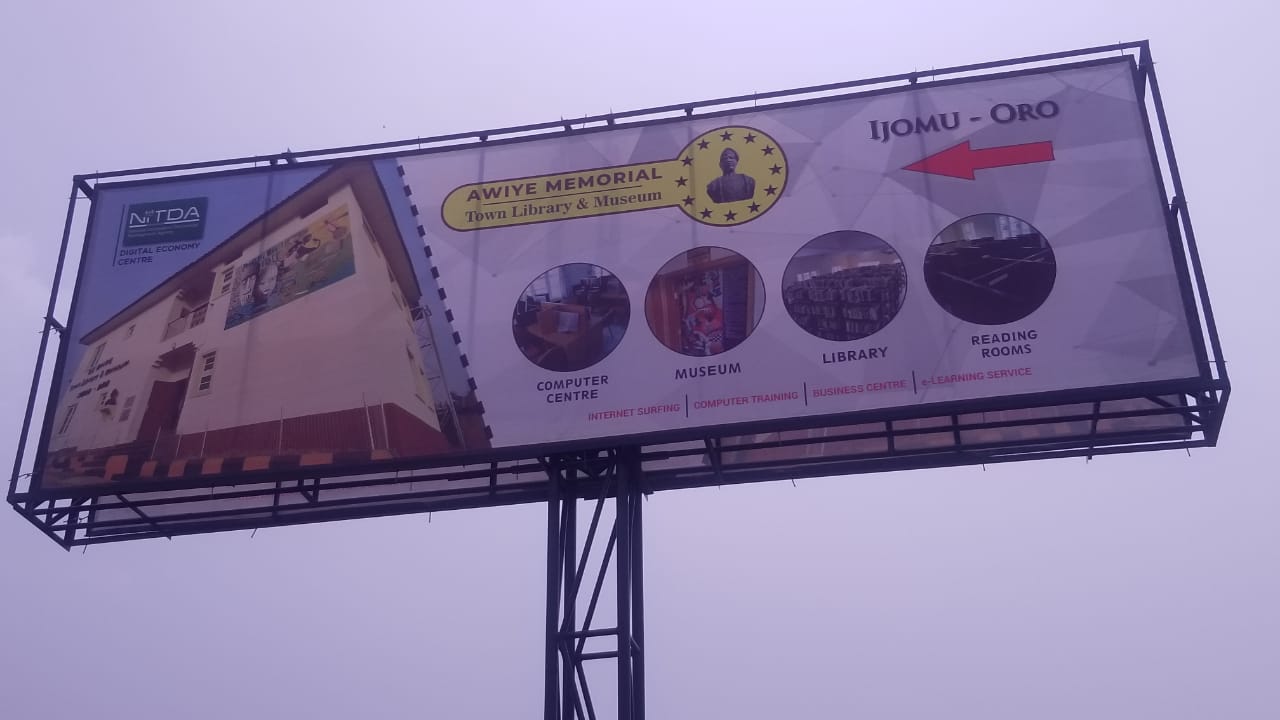 NITDA
DIGITAL ECONOMY
CENTRE
AWIYE MEMORIAL
Town Library & Museum
IJOMU - ORO
COMPUTER
CENTRE
MUSEUM
LIBRARY
READING
ROOMS
INTERNET SURFING | COMPUTER TRAINING | BUSINESS CENTRE | e-LEARNING SERVICE